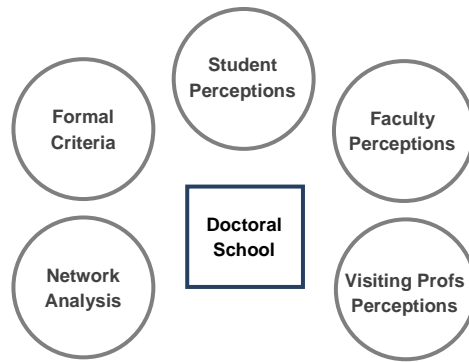 Student
Perceptions
Formal
Criteria
Faculty
Perceptions
Doctoral
School
Network
Analysis
Visiting Profs
Perceptions